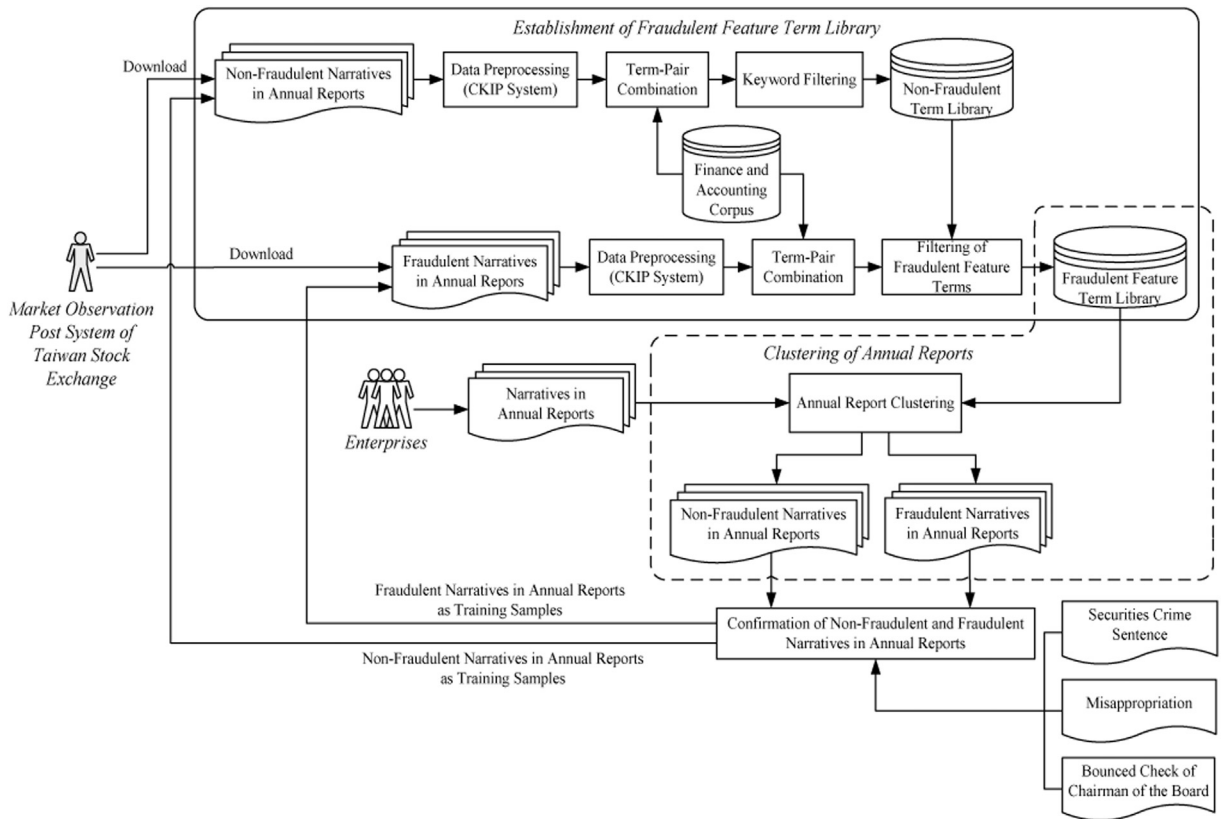 Establishment of Fraudulent Feature Term Library
Download
Non-Fraudulent Narratives
in Annual Reports
Data Preprocessing
(CKIP System)
Term-Pair
Combination
Keyword Filtering
Non-Fraudulent
Term Library
Finance and
Accounting
Corpus
Download
Fraudulent Narratives
in Annual Repors
Data Preprocessing
(CKIP System)
Term-Pair
Combination
Filtering of
Fraudulent Feature
Terms
Fraudulent Feature
Term Library
Market Observation
Post System of
Taiwan Stock
Exchange
Clustering of Annual Reports
Enterprises
Narratives in
Annual Reports
Annual Report Clustering
Non-Fraudulent Narratives
in Annual Reports
Fraudulent Narratives
in Annual Reports
Fraudulent Narratives in Annual Reports
as Training Samples
Non-Fraudulent Narratives in Annual Reports
as Training Samples
Confirmation of Non-Fraudulent and Fraudulent
Narratives in Annual Reports
Securities Crime
Sentence
Misappropriation
Bounced Check of
Chairman of the Board